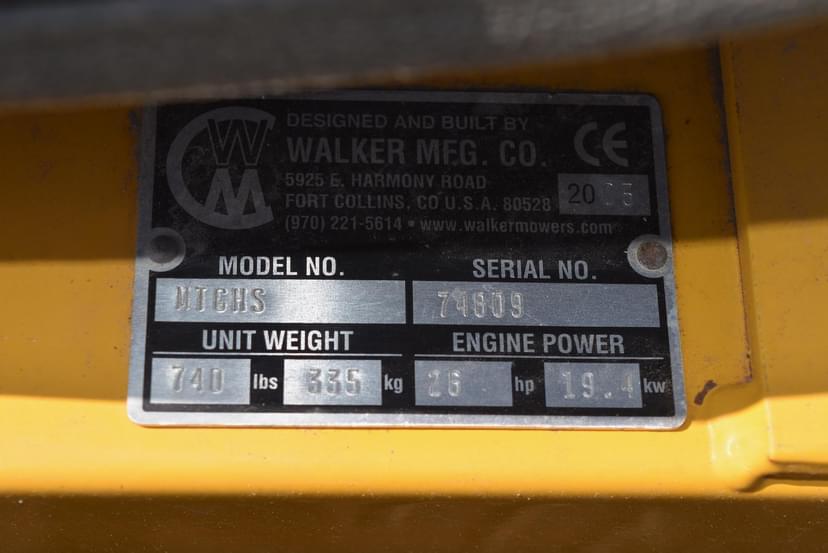 WM
DESIGNED AND BUILT BY
WALKER MFG. CO.
CE
5925 E. HARMONY ROAD
FORT COLLINS, CO U.S.A. 80528
(970) 221-5614 • www.walkermowers.com
MODEL NO. SERIAL NO.
MTGHS 74809
UNIT WEIGHT ENGINE POWER
740 lbs 335 kg 26 hp 19.4 kw